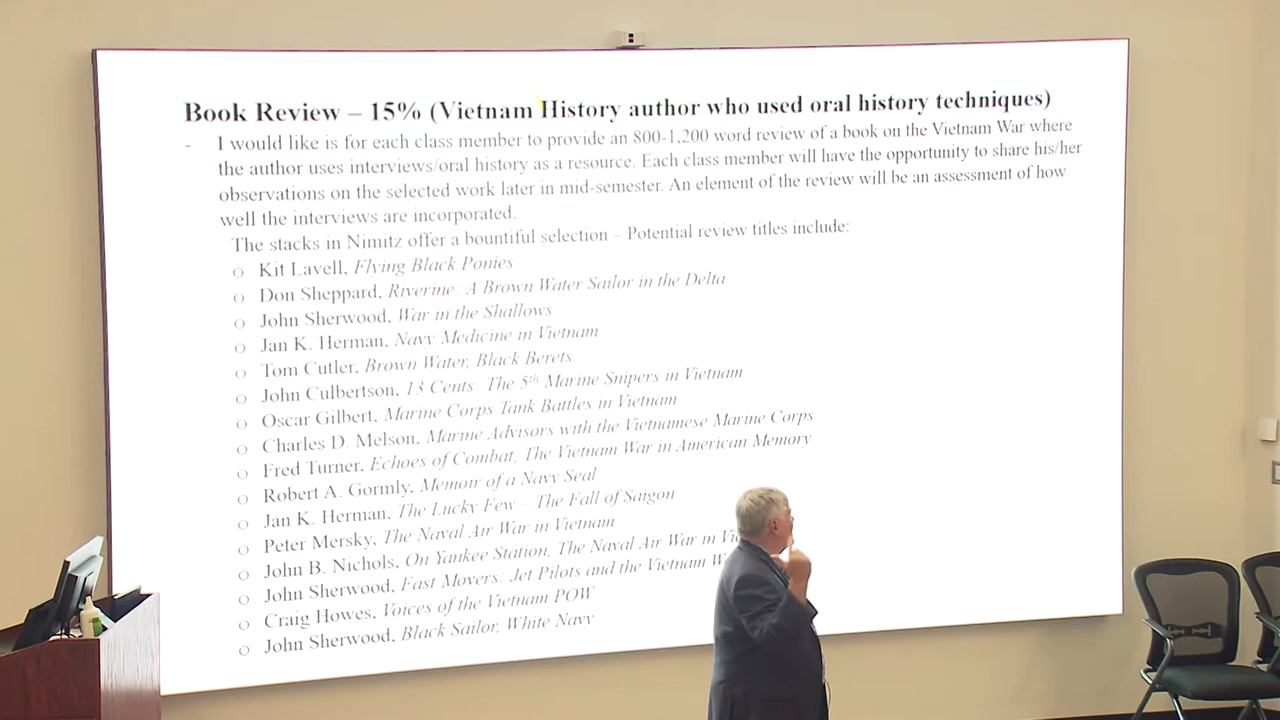 Book Review – 15% (Vietnam History author who used oral history techniques)
- I would like is for each class member to provide an 800-1,200 word review of a book on the Vietnam War where
the author uses interviews/oral history as a resource. Each class member will have the opportunity to share his/her
observations on the selected work later in mid-semester. An element of the review will be an assessment of how
well the interviews are incorporated.
The stacks in Nimitz offer a bountiful selection – Potential review titles include:
o Kit Lavell, Flying Black Ponies
o Don Sheppard, Riverine: A Brown Water Sailor in the Delta
o John Sherwood, War in the Shallows
o Jan K. Herman, Navy Medicine in Vietnam
o Tom Cutler, Brown Water, Black Berets
o John Culbertson, 13 Cents: The 5th Marine Snipers in Vietnam
o Oscar Gilbert, Marine Corps Tank Battles in Vietnam
o Charles D. Melson, Marine Advisors with the Vietnamese Marine Corps
o Fred Turner, Echoes of Combat, The Vietnam War in American Memory
o Robert A. Gormly, Memoir of a Navy Seal
o Jan K. Herman, The Lucky Few – The Fall of Saigon
o Peter Mersky, The Naval Air War in Vietnam
o John B. Nichols, On Yankee Station, The Naval Air War in
o John Sherwood, Fast Movers: Jet Pilots and the Vietnam
o Craig Howes, Voices of the Vietnam POW
o John Sherwood, Black Sailor, White Navy